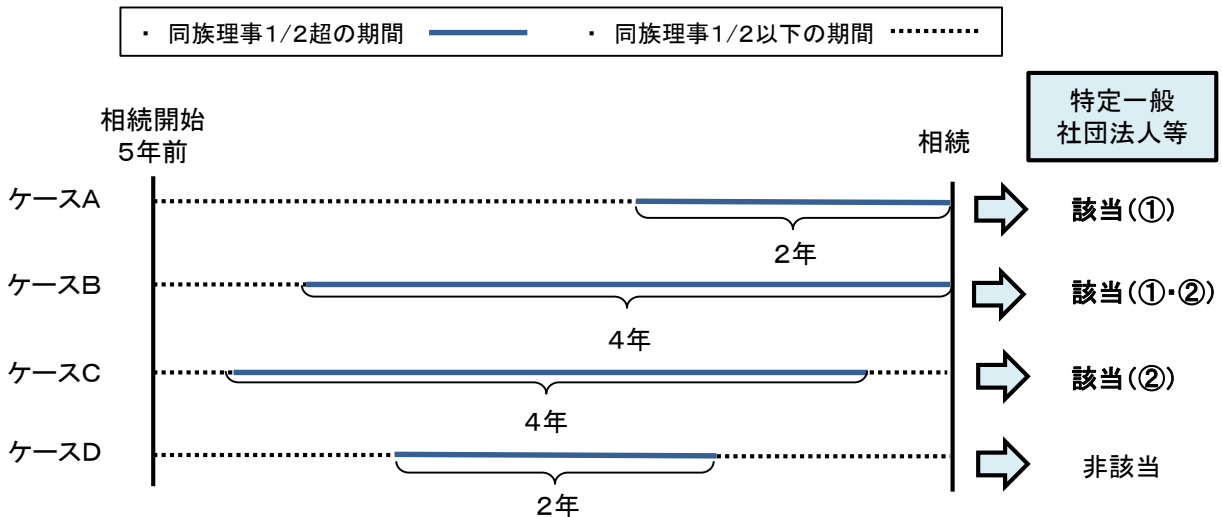 ・ 同族理事1/2超の期間 ・ 同族理事1/2以下の期間
特定一般
社団法人等
相続開始
5年前
相続
ケースA
該当(①)
2年
ケースB
該当(①・②)
4年
ケースC
該当(②)
4年
ケースD
非該当
2年